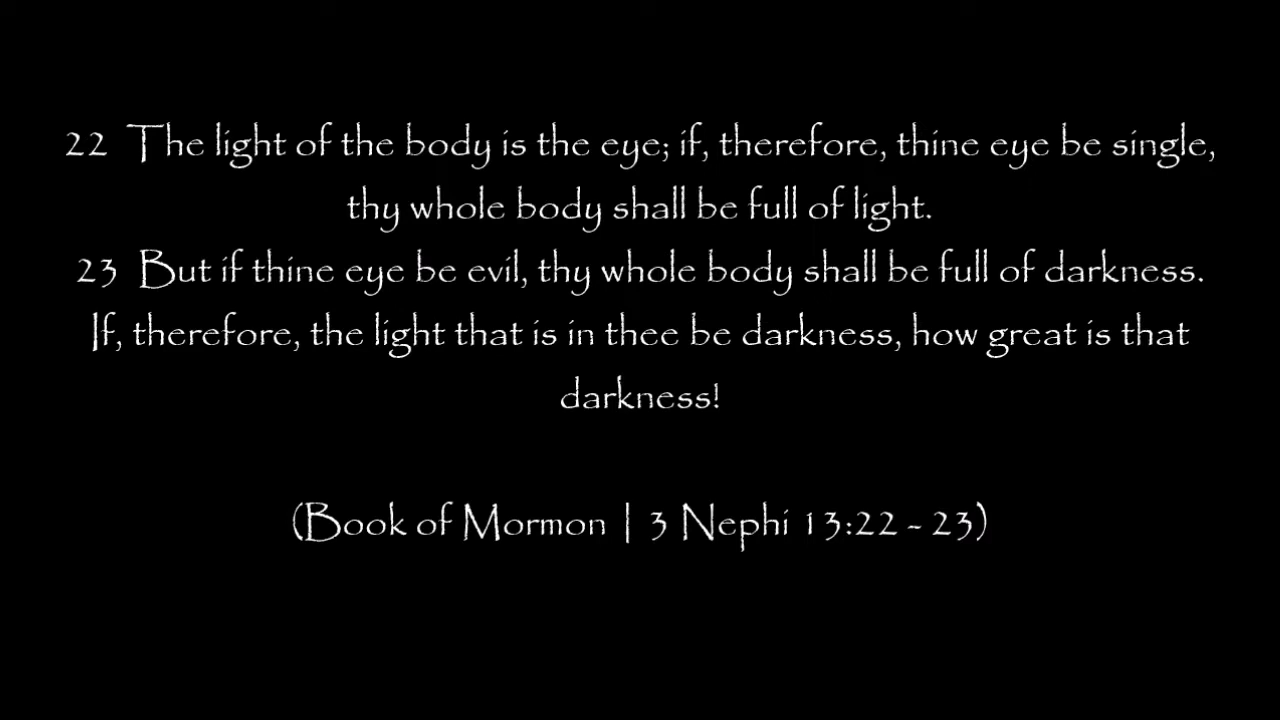 22 The light of the body is the eye; if, therefore, thine eye be single,
thy whole body shall be full of light.
23 But if thine eye be evil, thy whole body shall be full of darkness.
If, therefore, the light that is in thee be darkness, how great is that
darkness!
(Book of Mormon | 3 Nephi 13:22 - 23)